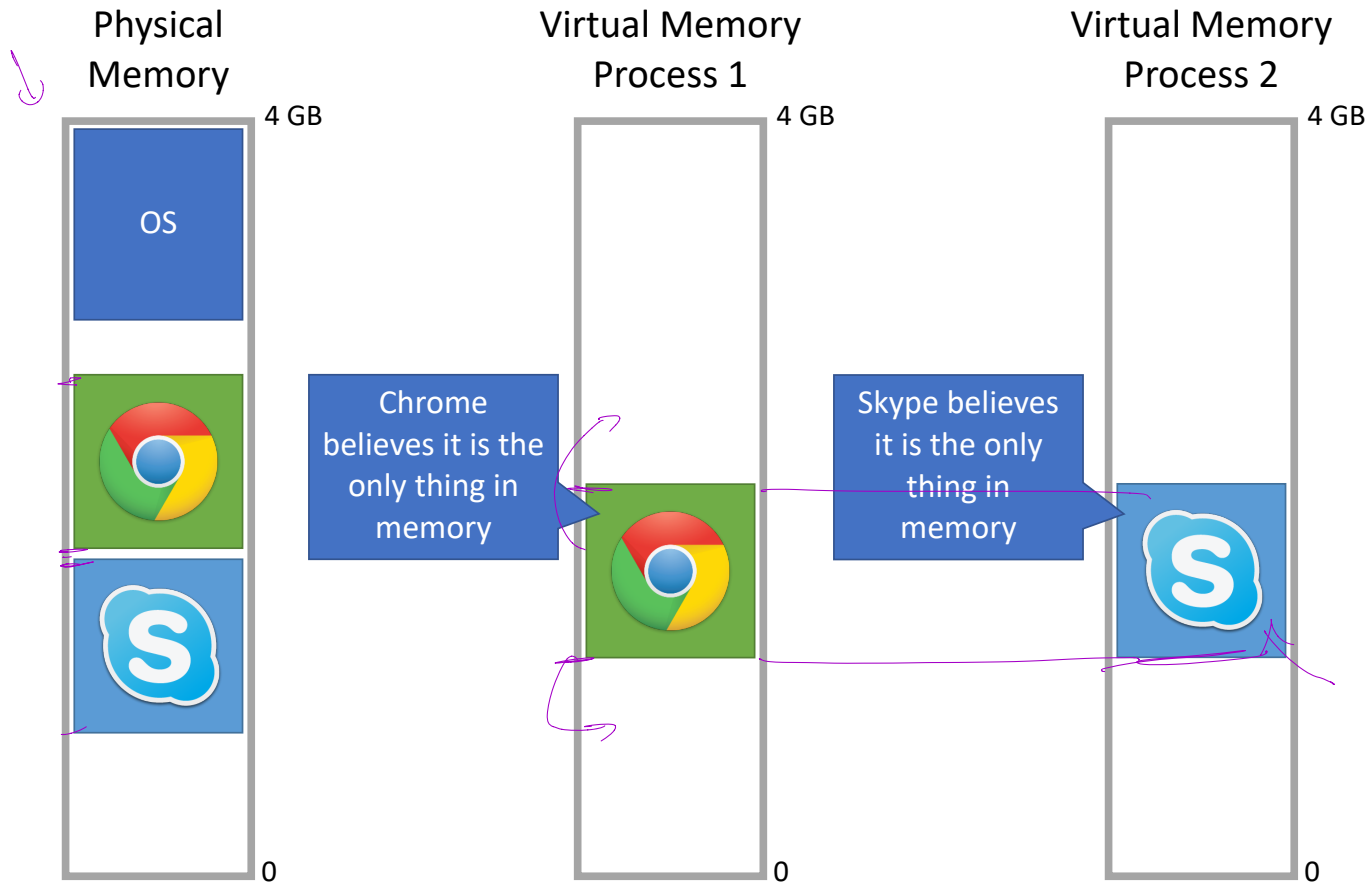 Physical
Memory
Virtual Memory
Process 1
Virtual Memory
Process 2
4 GB
4 GB
4 GB
OS
Chrome
believes it is the
only thing in
memory
Skype believes
it is the only
thing in
memory
S
S
0
0
0